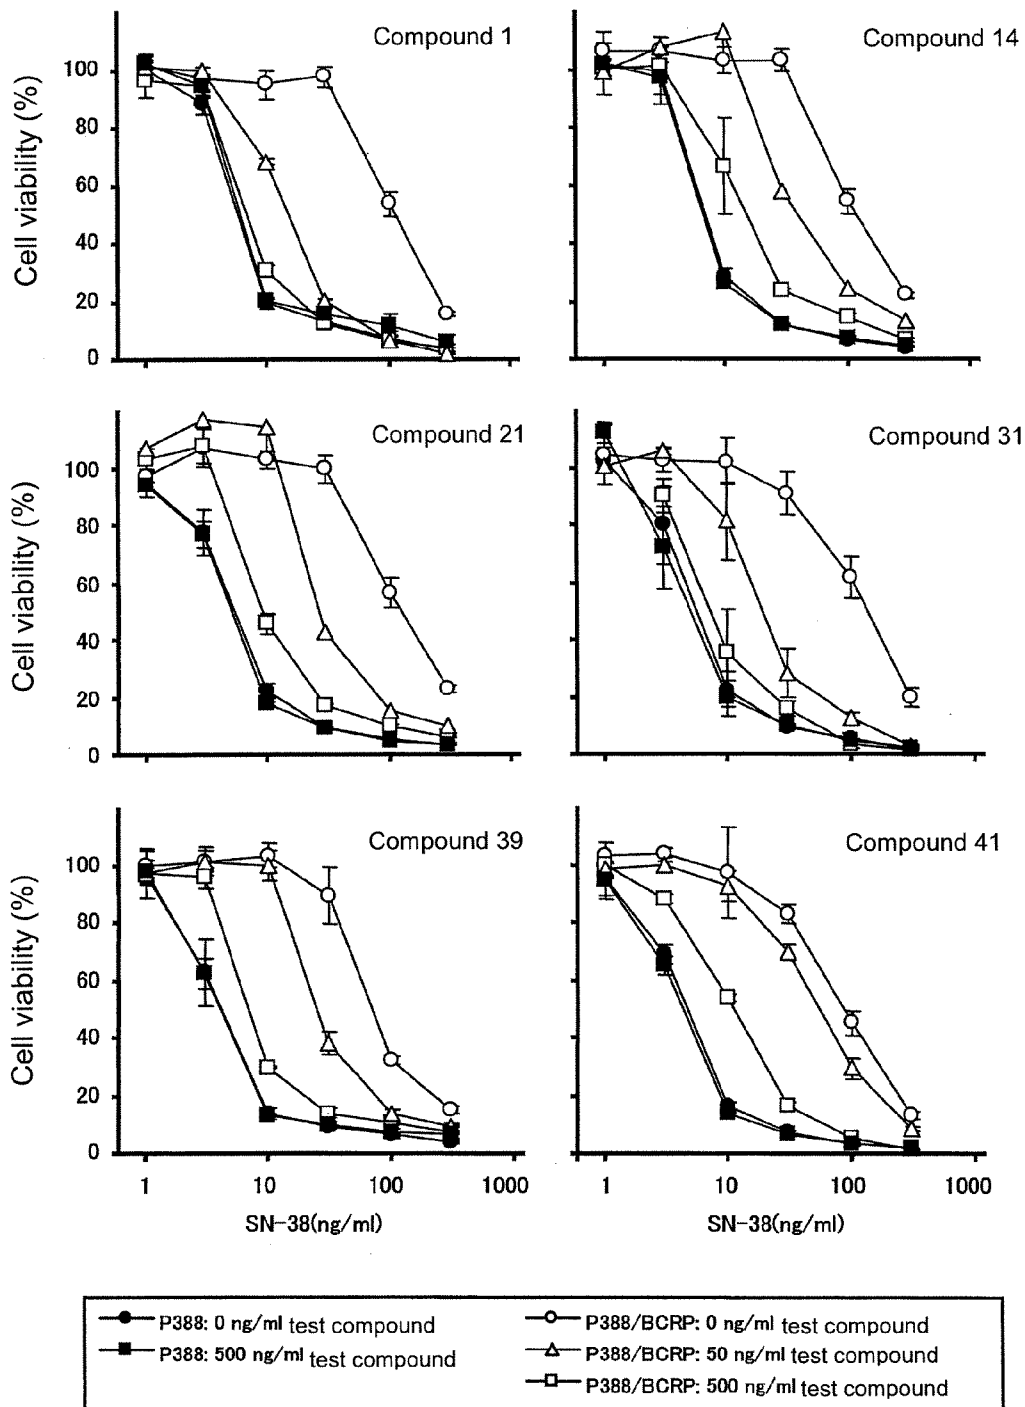 Compound 1
Compound 14
Cell viability (%)
100
80
60
40
20
0
Compound 21
Compound 31
Cell viability (%)
100
80
60
40
20
0
Compound 39
Compound 41
Cell viability (%)
100
80
60
40
20
0
1 10 100 1000
1 10 100 1000
SN-38(ng/ml)
SN-38(ng/ml)
P388: 0 ng/ml test compound
P388: 500 ng/ml test compound
P388/BCRP: 0 ng/ml test compound
P388/BCRP: 50 ng/ml test compound
P388/BCRP: 500 ng/ml test compound